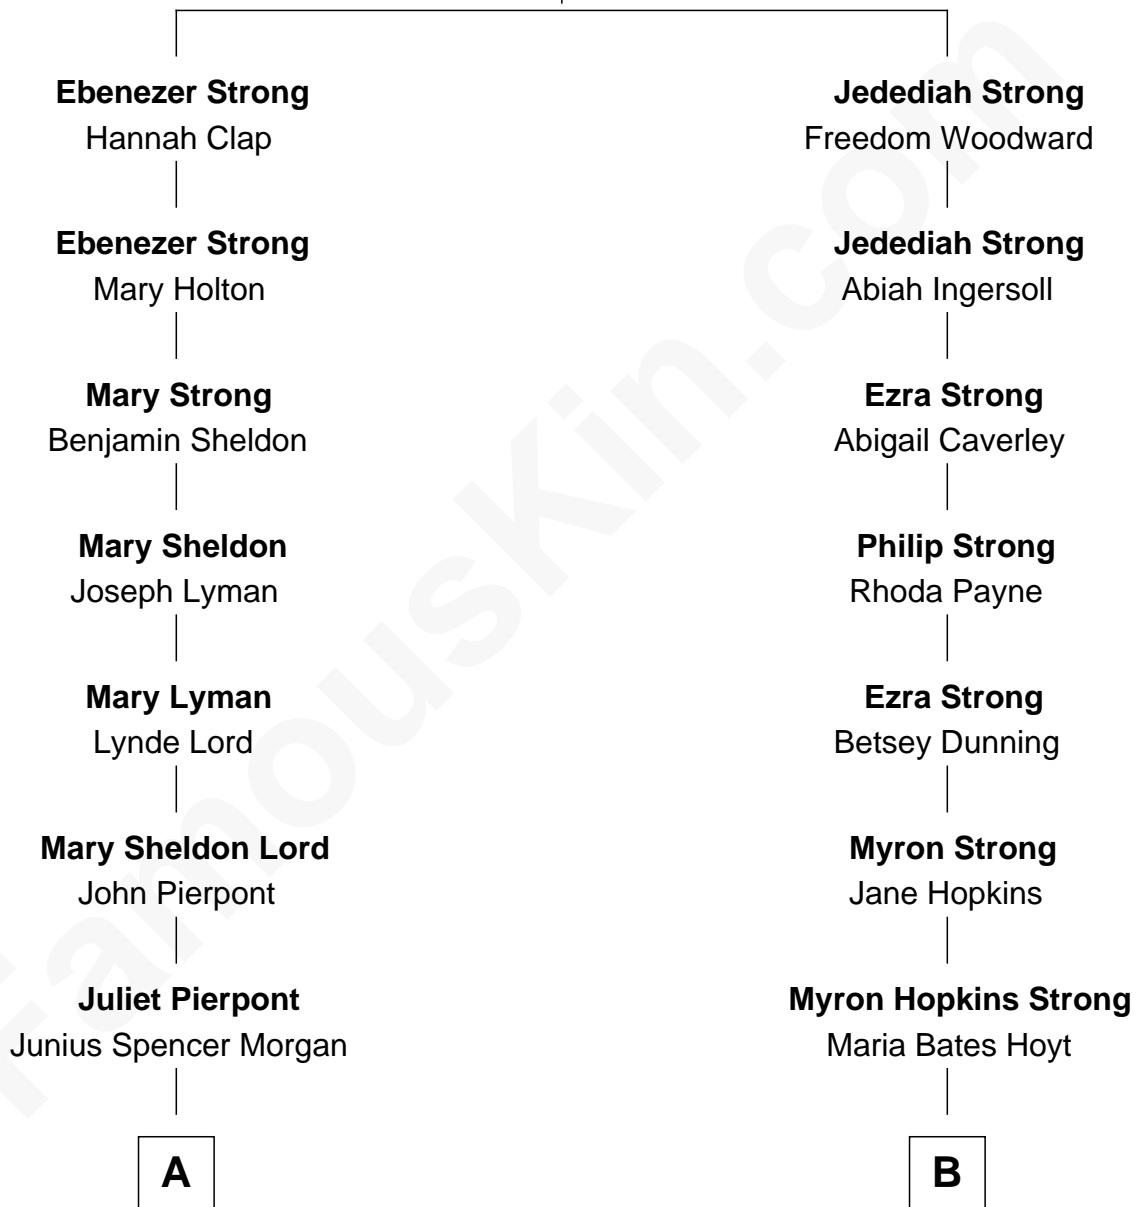 Ebenezer Strong
Hannah Clap
Ebenezer Strong
Mary Holton
Mary Strong
Benjamin Sheldon
Mary Sheldon
Joseph Lyman
Mary Lyman
Lynde Lord
Mary Sheldon Lord
John Pierpont
Juliet Pierpont
Junius Spencer Morgan
A
Jedediah Strong
Freedom Woodward
Jedediah Strong
Abiah Ingersoll
Ezra Strong
Abigail Caverley
Philip Strong
Rhoda Payne
Ezra Strong
Betsey Dunning
Myron Strong
Jane Hopkins
Myron Hopkins Strong
Maria Bates Hoyt
B
FamousKin.com